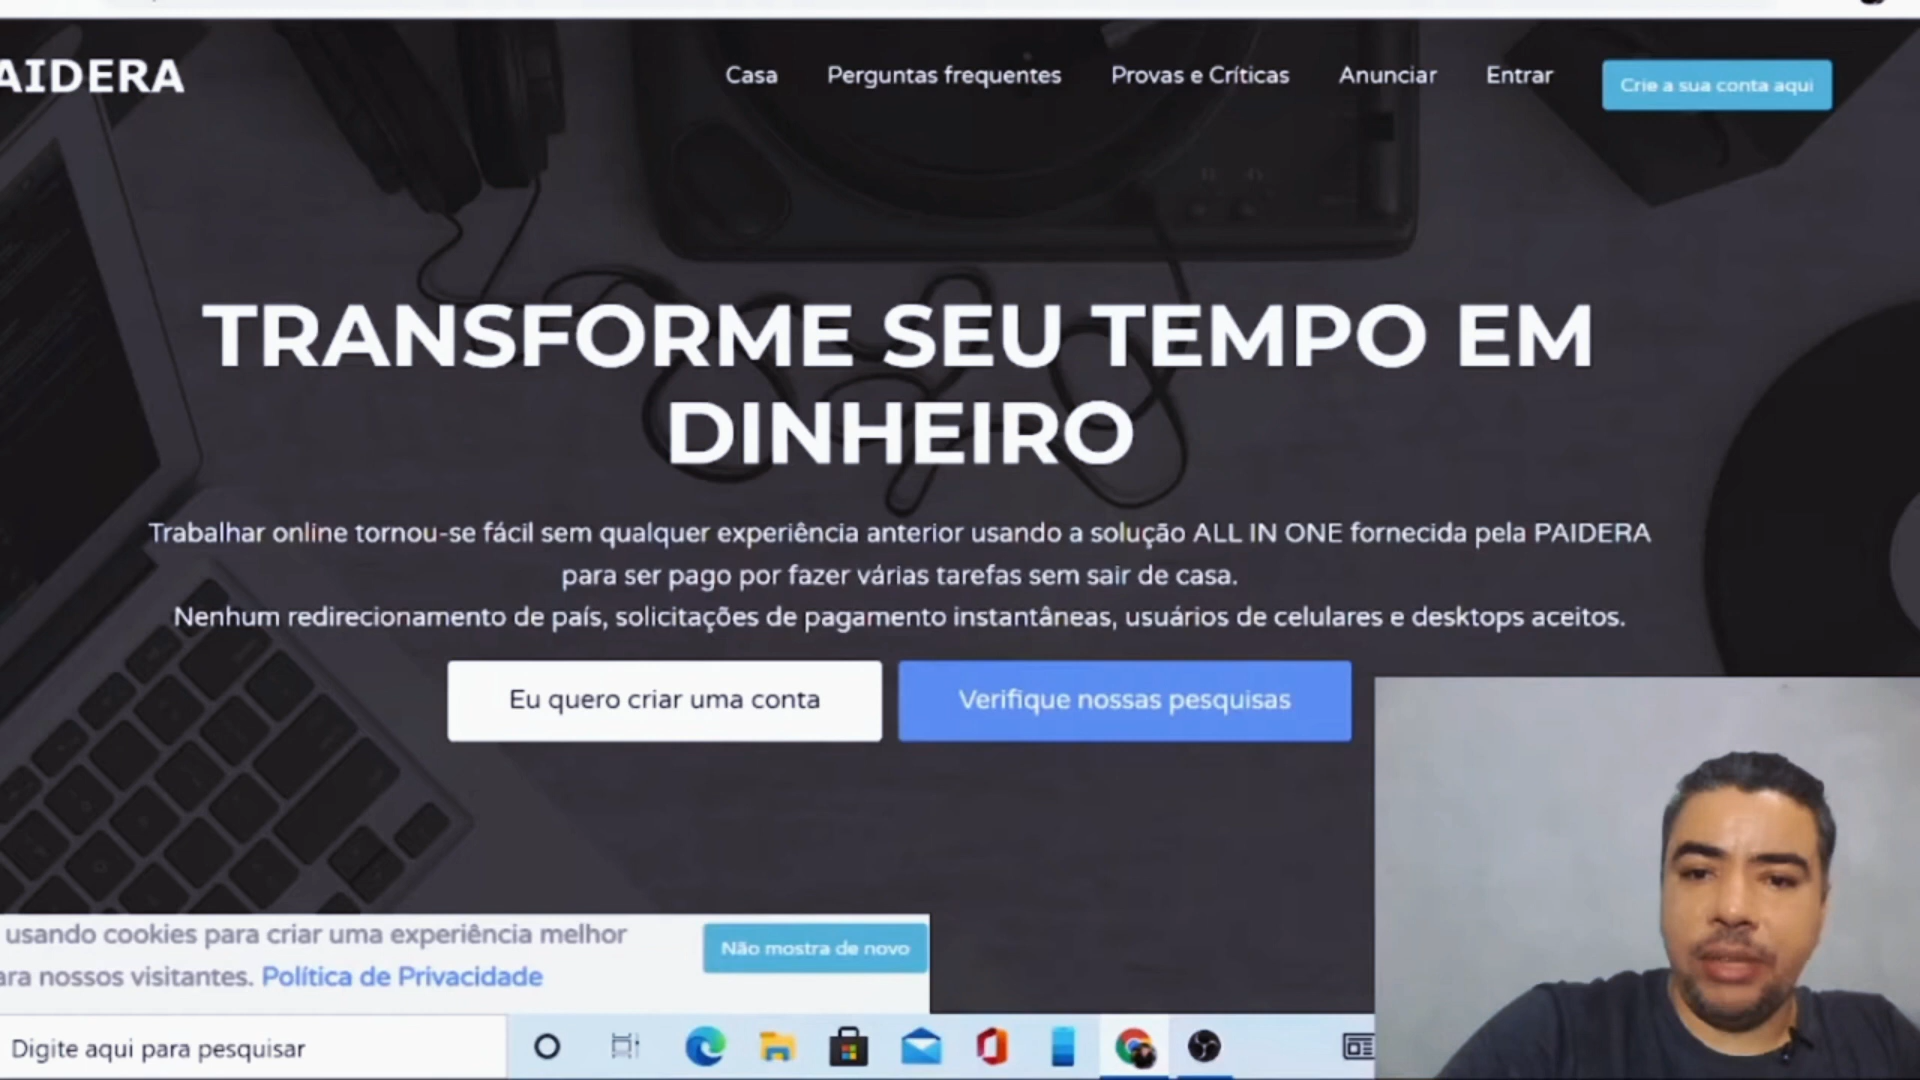 AIDERA
Casa Perguntas frequentes Provas e Críticas Anunciar Entrar Crie a sua conta aqui
TRANSFORME SEU TEMPO EM
DINHEIRO
Trabalhar online tornou-se fácil sem qualquer experiência anterior usando a solução ALL IN ONE fornecida pela PAIDERA
para ser pago por fazer várias tarefas sem sair de casa.
Nenhum redirecionamento de país, solicitações de pagamento instantâneas, usuários de celulares e desktops aceitos.
Eu quero criar uma conta Verifique nossas pesquisas
usando cookies para criar uma experiência melhor
ara nossos visitantes. Política de Privacidade
Não mostra de novo
Digite aqui para pesquisar